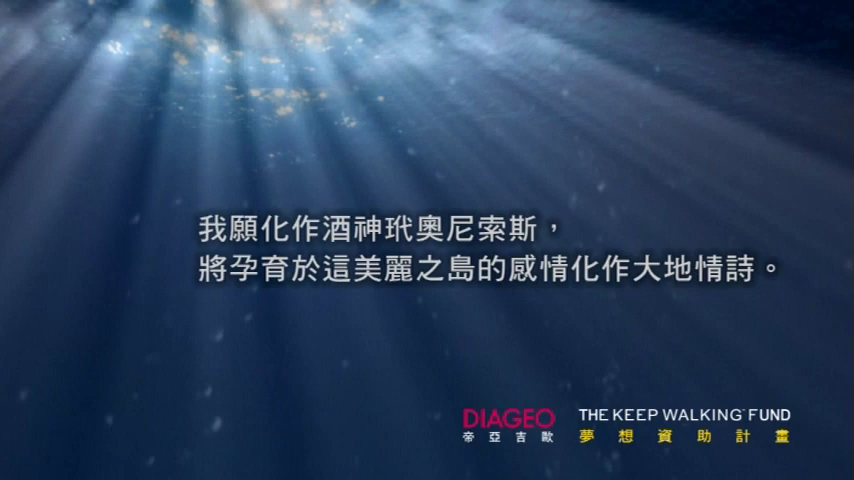 我願化作酒神玳奧尼索斯，
將孕育於這美麗之島的感情化作大地情詩。
DIAGEO
帝亞吉歐
THE KEEP WALKING™ FUND
夢想資助計畫